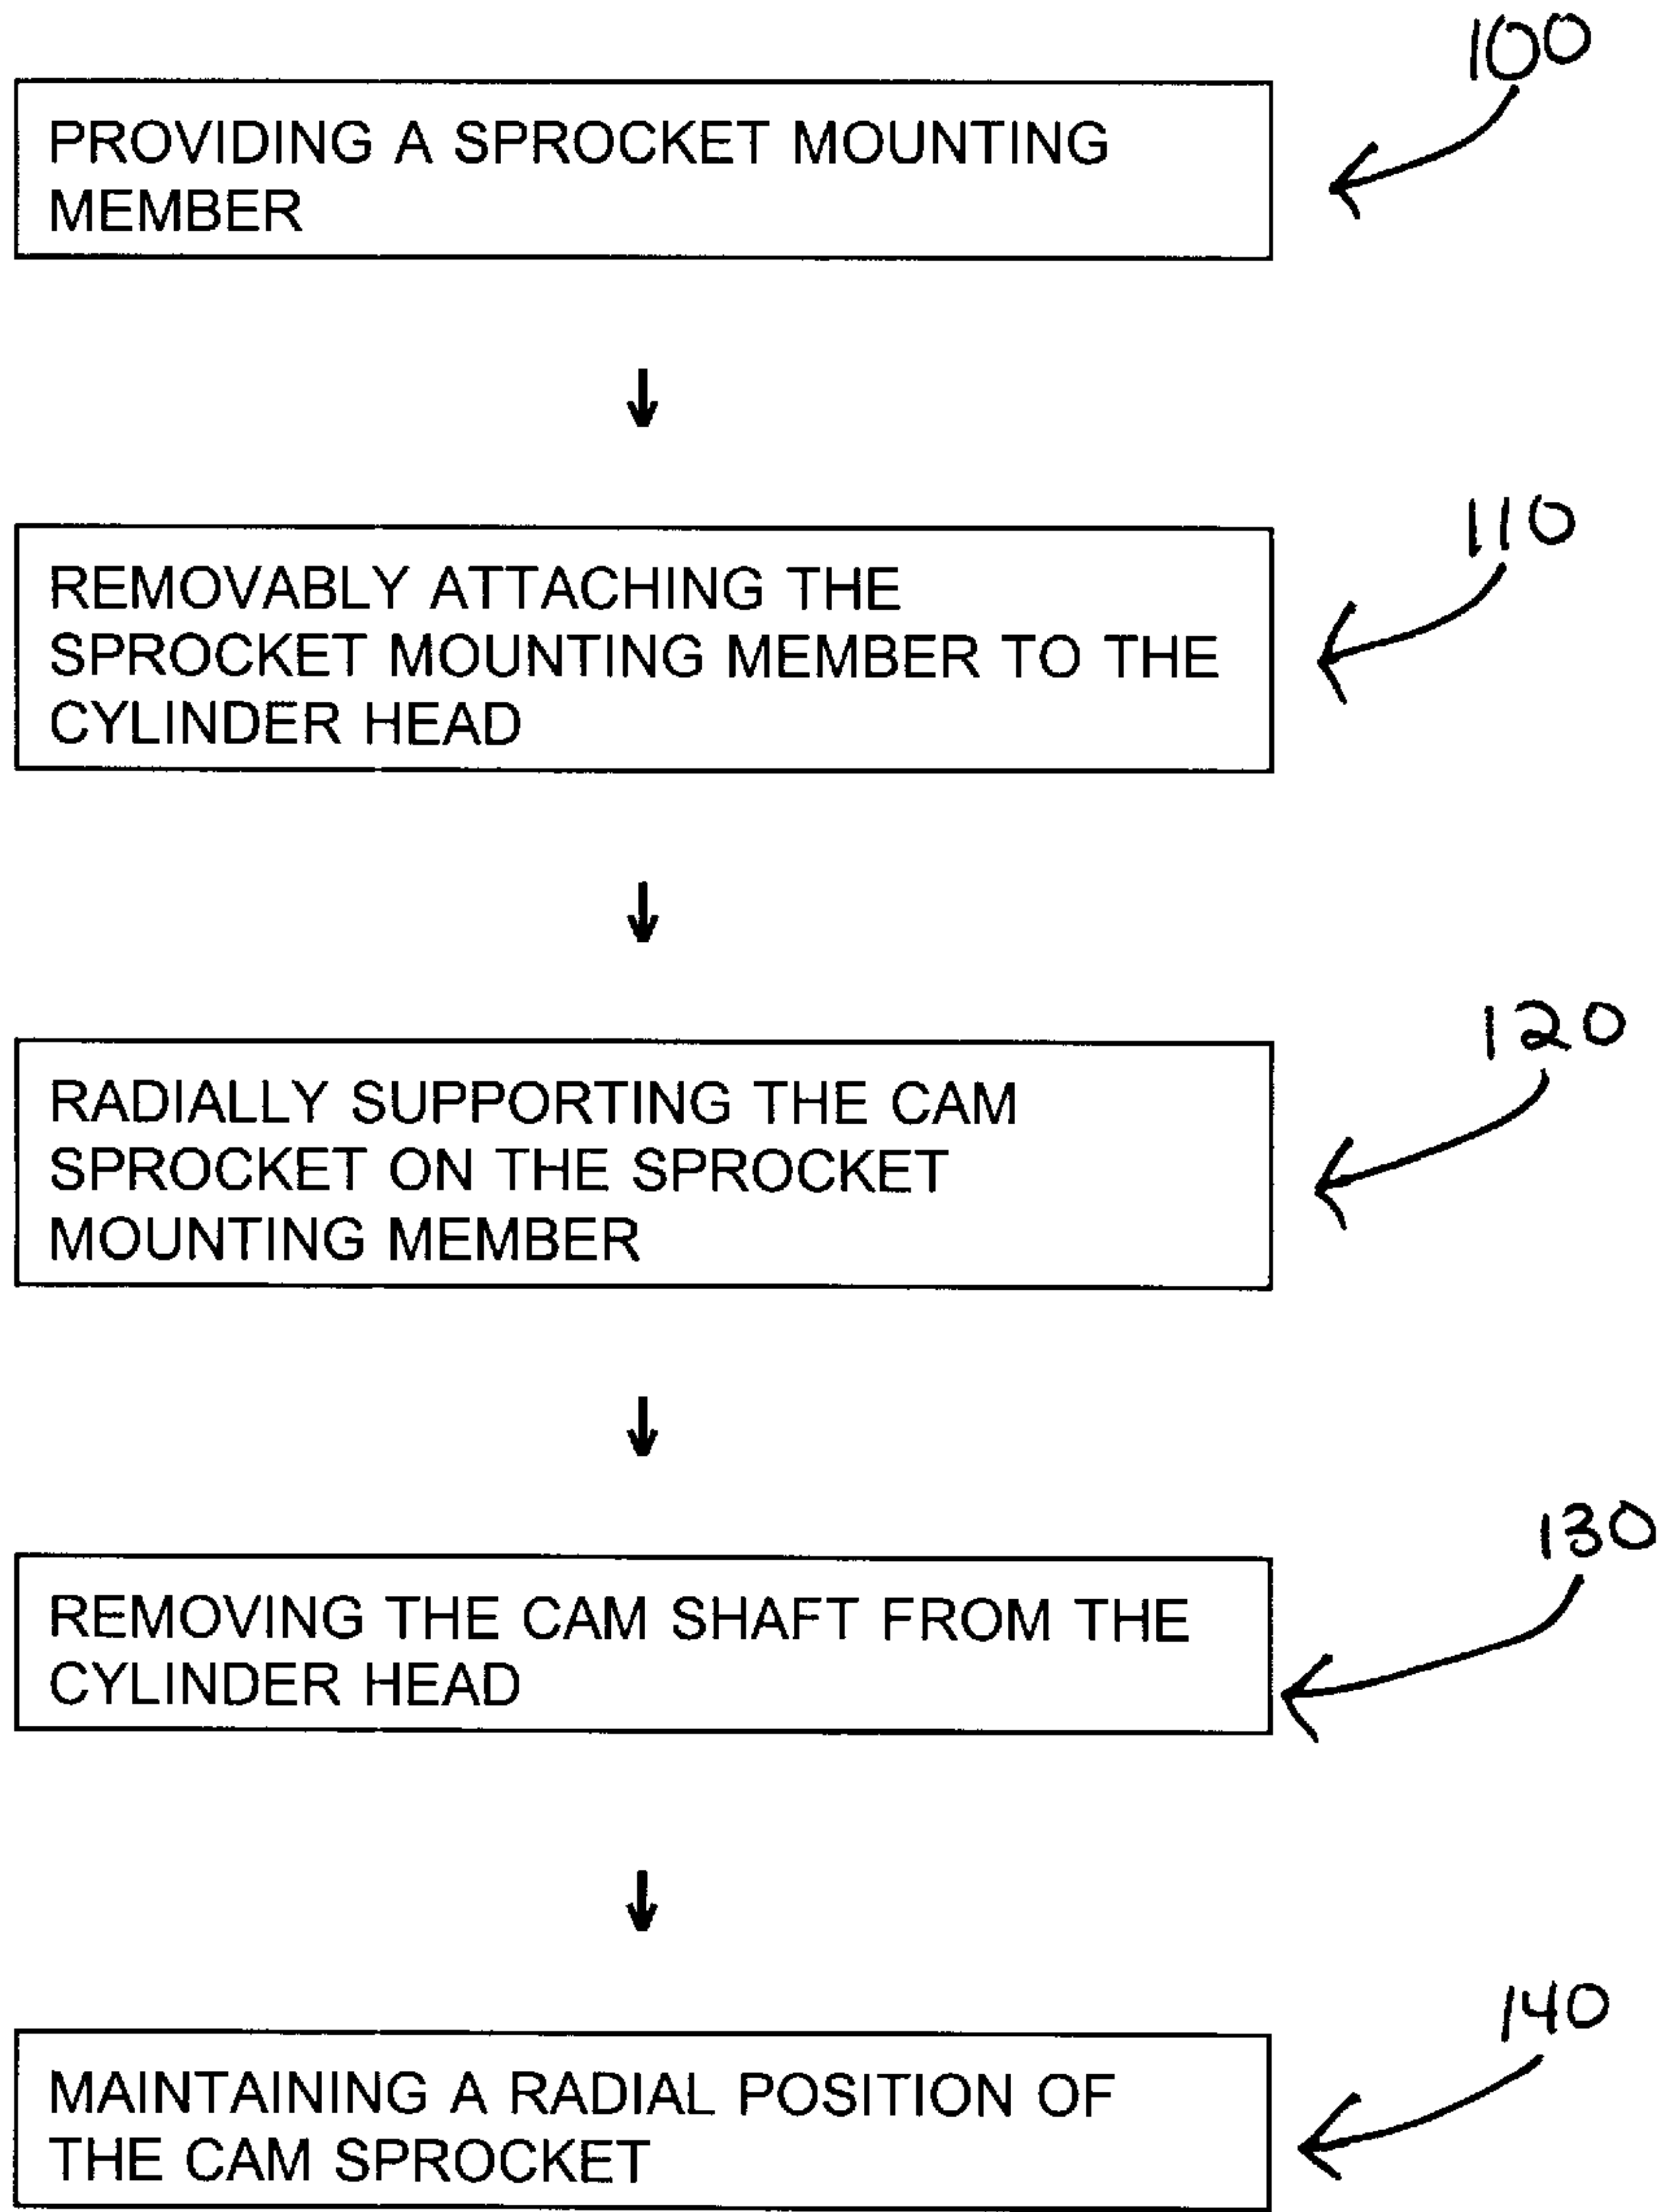 100
PROVIDING A SPROCKET MOUNTING
MEMBER
110
REMOVABLY ATTACHING THE
SPROCKET MOUNTING MEMBER TO THE
CYLINDER HEAD
120
RADIALLY SUPPORTING THE CAM
SPROCKET ON THE SPROCKET
MOUNTING MEMBER
130
REMOVING THE CAM SHAFT FROM THE
CYLINDER HEAD
140
MAINTAINING A RADIAL POSITION OF
THE CAM SPROCKET